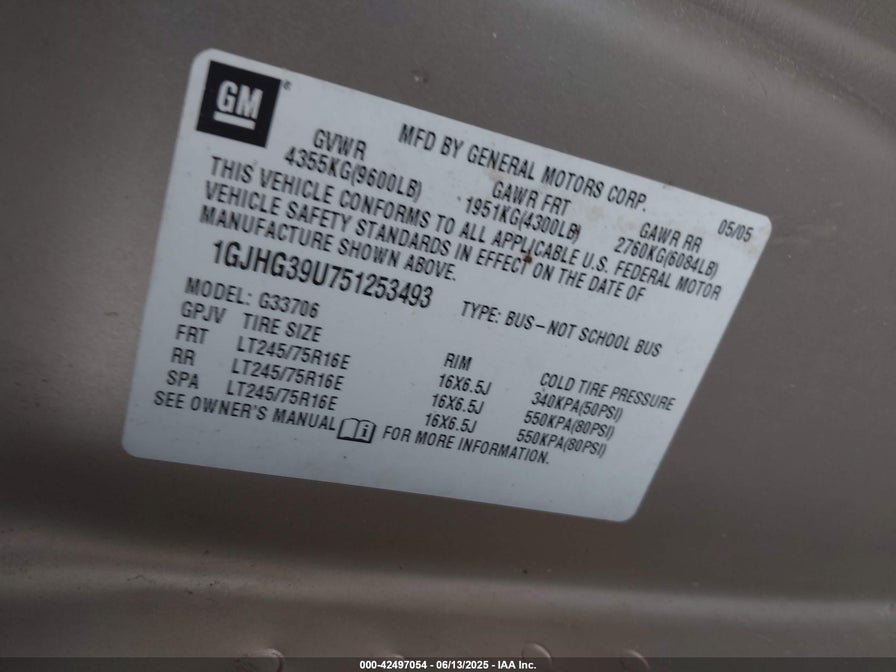 GM®
MFD BY GENERAL MOTORS CORP. 05/05
GVWR GAWR FRT GAWR RR
4355KG(9600LB) 1951KG(4300LB) 2760KG(6084LB)
THIS VEHICLE CONFORMS TO ALL APPLICABLE U.S. FEDERAL MOTOR
VEHICLE SAFETY STANDARDS IN EFFECT ON THE DATE OF
MANUFACTURE SHOWN ABOVE.
1GJHG39U751253493 TYPE: BUS-NOT SCHOOL BUS
MODEL: G33706
GPJV TIRE SIZE RIM COLD TIRE PRESSURE
FRT LT245/75R16E 16X6.5J 340KPA(50PSI)
RR LT245/75R16E 16X6.5J 550KPA(80PSI)
SPA LT245/75R16E 16X6.5J 550KPA(80PSI)
SEE OWNER'S MANUAL FOR MORE INFORMATION.
000-42497054 - 06/13/2025 - IAA Inc.